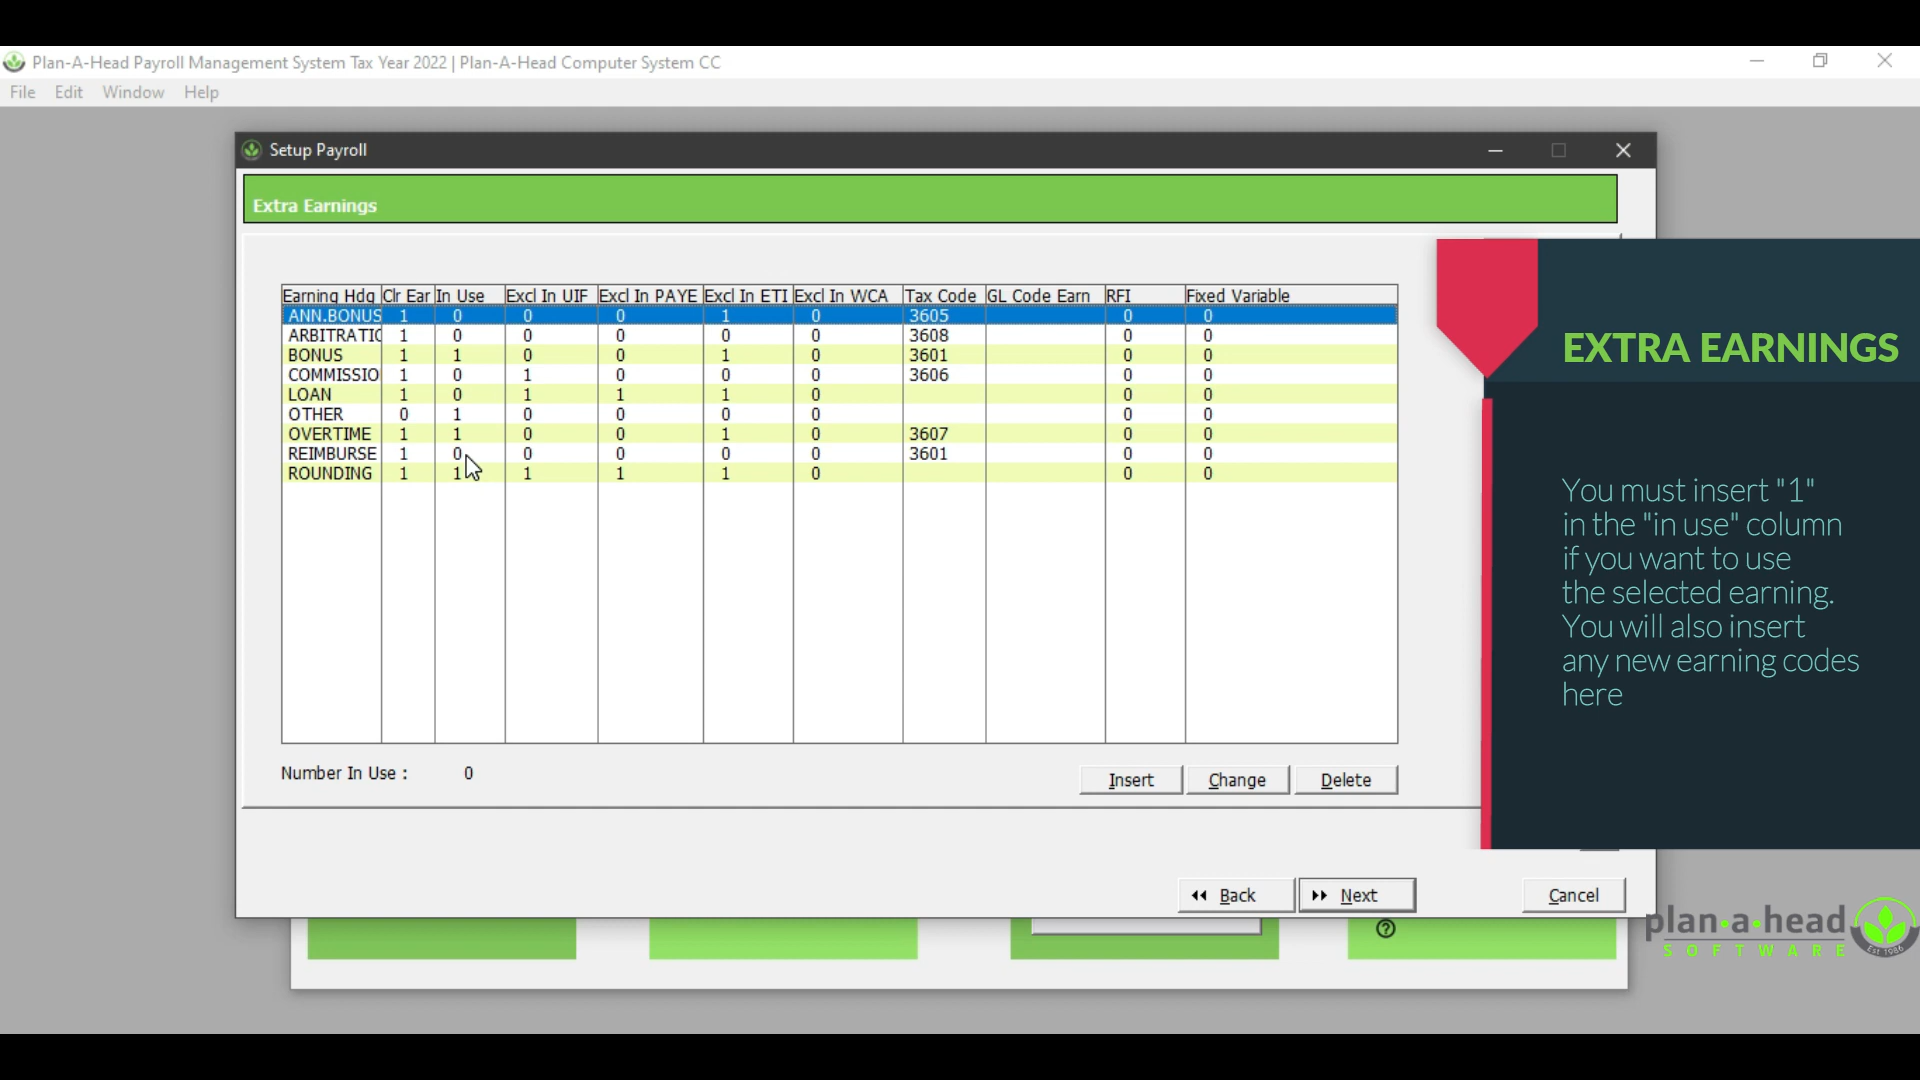 Plan-A-Head Payroll Management System Tax Year 2022 | Plan-A-Head Computer System CC
File Edit Window Help
Setup Payroll
Extra Earnings
Earning Hdg Clr Ear In Use Excl In UIF Excl In PAYE Excl In ETI Excl In WCA Tax Code GL Code Earn RFI Fixed Variable
ANN.BONUS 1 0 0 0 1 0 3605 0 0
ARBITRATIO 1 0 0 0 0 0 3608 0 0
BONUS 1 1 0 0 1 0 3601 0 0
COMMISSIO 1 0 1 0 0 0 3606 0 0
LOAN 1 0 1 1 1 0 0 0
OTHER 0 1 0 0 0 0 0 0
OVERTIME 1 1 0 0 1 0 3607 0 0
REIMBURSE 1 0 0 0 0 0 3601 0 0
ROUNDING 1 1 1 1 1 0 0 0
Number In Use : 0
Insert Change Delete
Back Next Cancel
EXTRA EARNINGS
You must insert "1"
in the "in use" column
if you want to use
the selected earning.
You will also insert
any new earning codes
here
plan·a·head
SOFTWARE
Est 1986